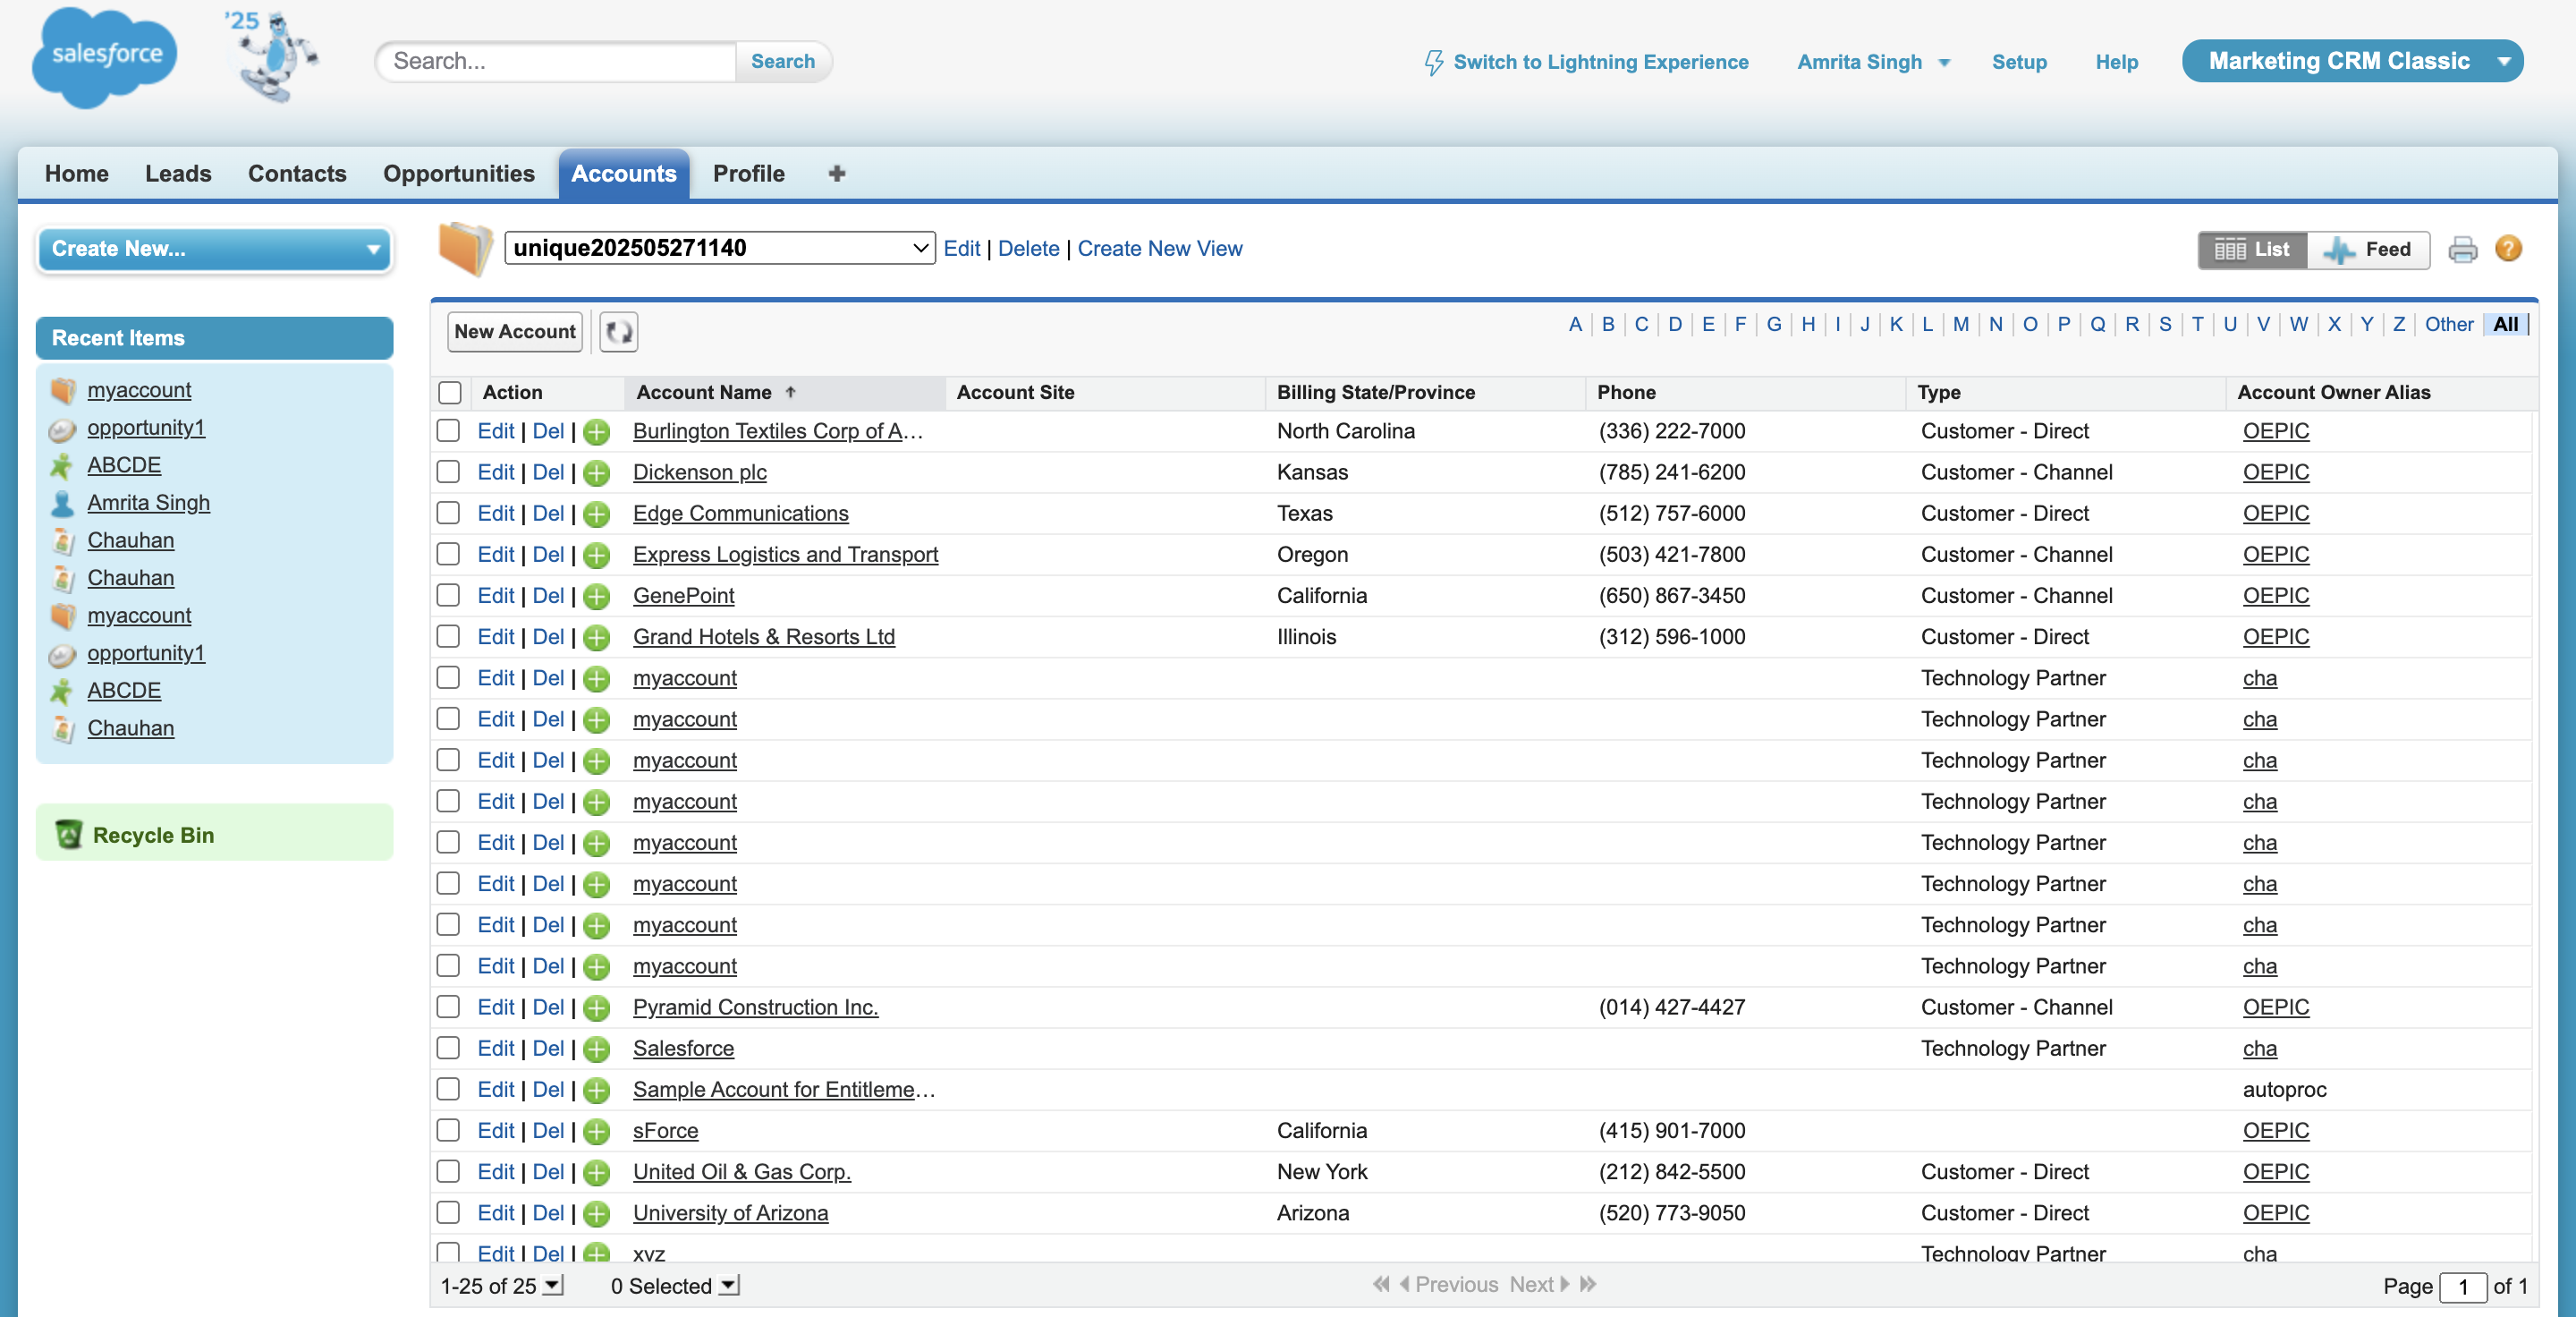 salesforce
'25
Search...
Search
Switch to Lightning Experience
Amrita Singh
Setup
Help
Marketing CRM Classic
Home Leads Contacts Opportunities Accounts Profile +
Create New...
Recent Items
myaccount
opportunity1
ABCDE
Amrita Singh
Chauhan
Chauhan
myaccount
opportunity1
ABCDE
Chauhan
Recycle Bin
unique202505271140
Edit | Delete | Create New View
List
Feed
?
New Account
A | B | C | D | E | F | G | H | I | J | K | L | M | N | O | P | Q | R | S | T | U | V | W | X | Y | Z | Other | All
Action Account Name ↑ Account Site Billing State/Province Phone Type Account Owner Alias
Edit | Del | Burlington Textiles Corp of A... North Carolina (336) 222-7000 Customer - Direct OEPIC
Edit | Del | Dickenson plc Kansas (785) 241-6200 Customer - Channel OEPIC
Edit | Del | Edge Communications Texas (512) 757-6000 Customer - Direct OEPIC
Edit | Del | Express Logistics and Transport Oregon (503) 421-7800 Customer - Channel OEPIC
Edit | Del | GenePoint California (650) 867-3450 Customer - Channel OEPIC
Edit | Del | Grand Hotels & Resorts Ltd Illinois (312) 596-1000 Customer - Direct OEPIC
Edit | Del | myaccount Technology Partner cha
Edit | Del | myaccount Technology Partner cha
Edit | Del | myaccount Technology Partner cha
Edit | Del | myaccount Technology Partner cha
Edit | Del | myaccount Technology Partner cha
Edit | Del | myaccount Technology Partner cha
Edit | Del | myaccount Technology Partner cha
Edit | Del | myaccount Technology Partner cha
Edit | Del | Pyramid Construction Inc. (014) 427-4427 Customer - Channel OEPIC
Edit | Del | Salesforce Technology Partner cha
Edit | Del | Sample Account for Entitleme... autoproc
Edit | Del | sForce California (415) 901-7000 OEPIC
Edit | Del | United Oil & Gas Corp. New York (212) 842-5500 Customer - Direct OEPIC
Edit | Del | University of Arizona Arizona (520) 773-9050 Customer - Direct OEPIC
Edit | Del | xyz Technology Partner cha
1-25 of 25 0 Selected Previous Next Page 1 of 1